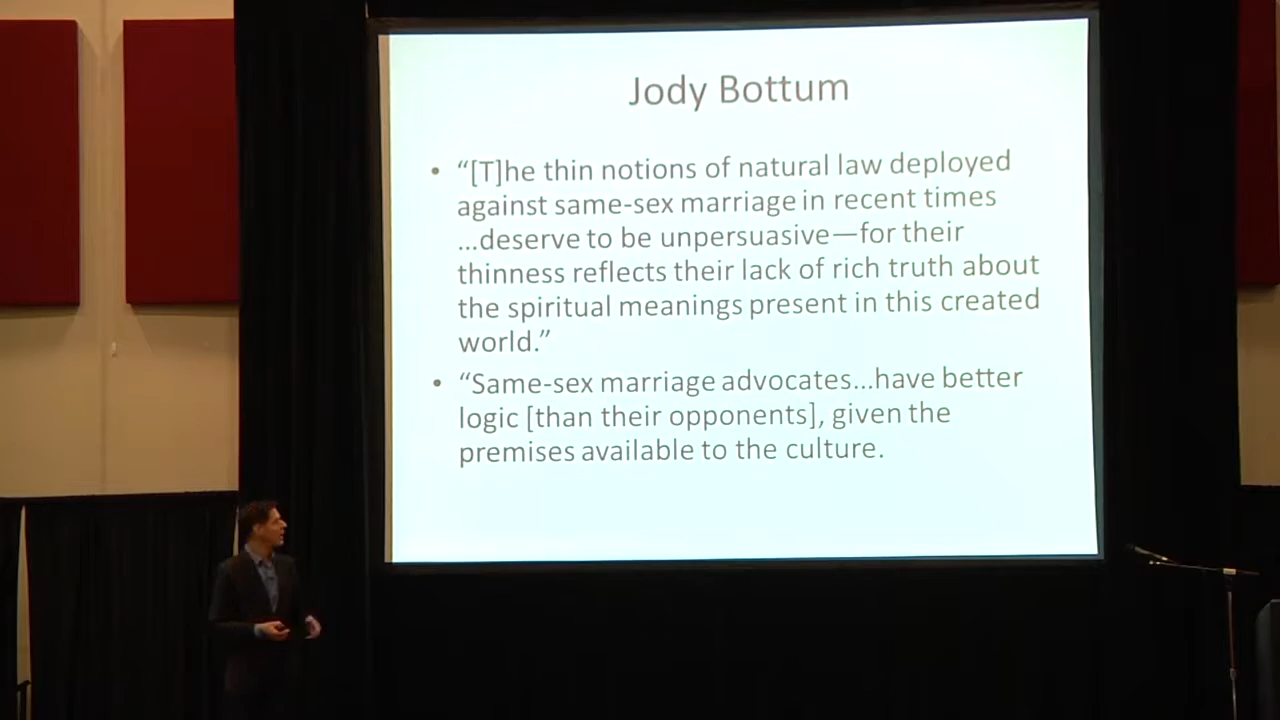 Jody Bottum
• “[T]he thin notions of natural law deployed
against same-sex marriage in recent times
…deserve to be unpersuasive—for their
thinness reflects their lack of rich truth about
the spiritual meanings present in this created
world.”
• “Same-sex marriage advocates…have better
logic [than their opponents], given the
premises available to the culture.